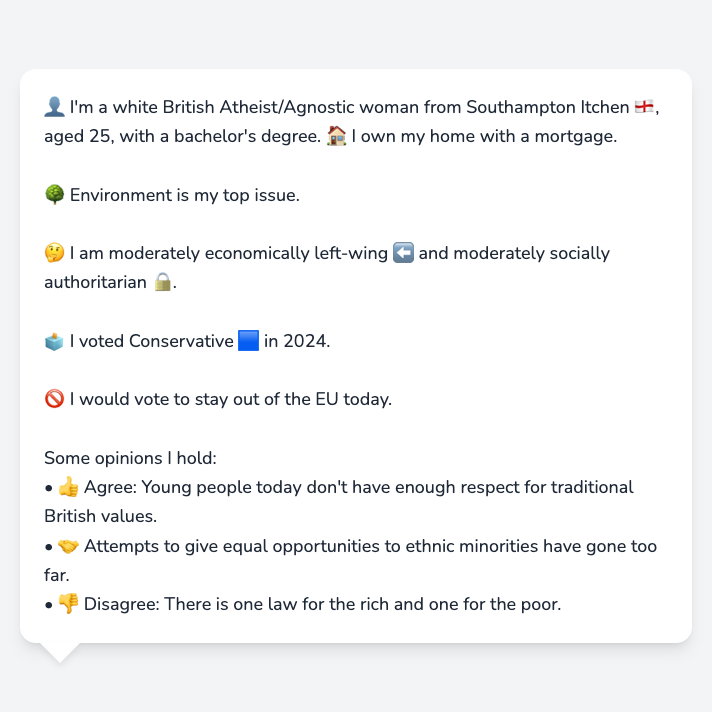 👤 I'm a white British Atheist/Agnostic woman from Southampton Itchen 🏴󠁧󠁢󠁥󠁮󠁧󠁿,
aged 25, with a bachelor's degree. 🏠 I own my home with a mortgage.
🌳 Environment is my top issue.
🤔 I am moderately economically left-wing ⬅️ and moderately socially
authoritarian 🔒.
🗳️ I voted Conservative 🟦 in 2024.
🚫 I would vote to stay out of the EU today.
Some opinions I hold:
• 👍 Agree: Young people today don't have enough respect for traditional
British values.
• 🤝 Attempts to give equal opportunities to ethnic minorities have gone too
far.
• 👎 Disagree: There is one law for the rich and one for the poor.